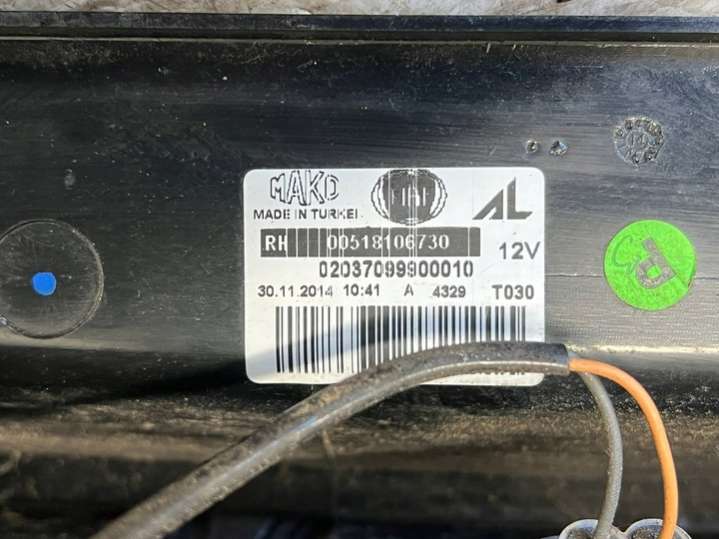 MAKO FIAT AL
MADE IN TURKEI
RH 00518106730 12V
02037099900010
30.11.2014 10:41 A 4329 T030
P